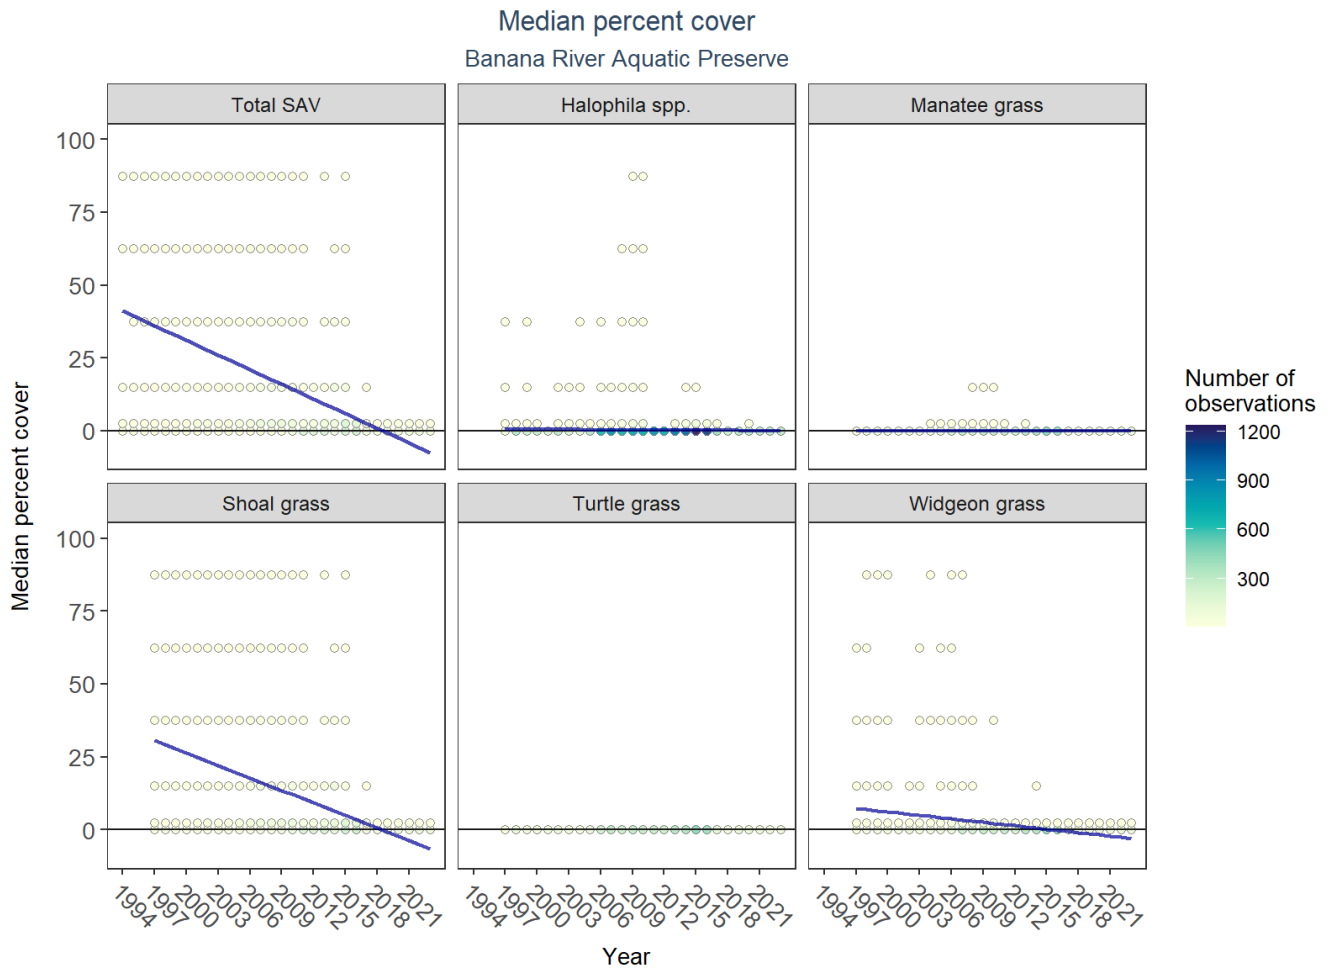 Median percent cover
Banana River Aquatic Preserve
Total SAV
Halophila spp.
Manatee grass
100
75
50
25
0
Shoal grass
Turtle grass
Widgeon grass
100
75
50
25
0
Median percent cover
1994 1997 2000 2003 2006 2009 2012 2015 2018 2021
1994 1997 2000 2003 2006 2009 2012 2015 2018 2021
1994 1997 2000 2003 2006 2009 2012 2015 2018 2021
Year
Number of
observations
1200
900
600
300